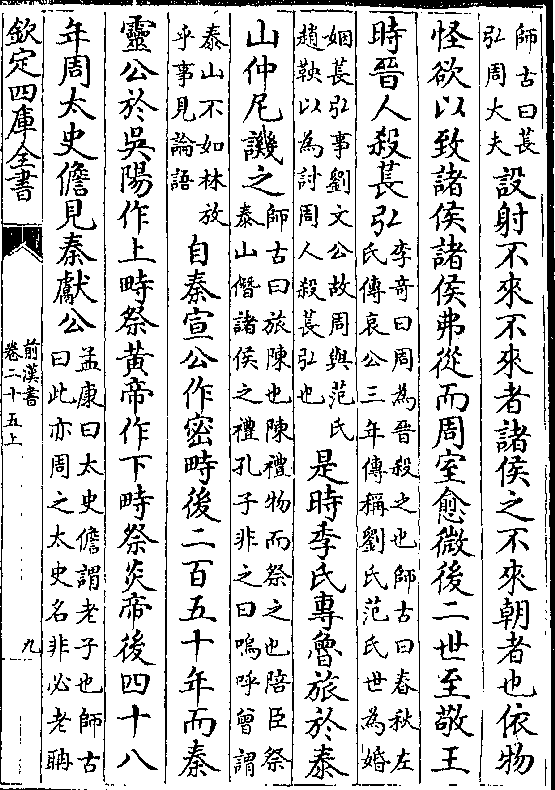 師古曰萇
弘周大夫
設射不來不來者諸侯之不來朝者也依物
怪欲以致諸侯諸侯弗從而周室愈微後二世至敬王
時晉人殺萇弘
李竒曰周為晉殺之也師古曰春秋左
氏傳哀公三年傳稱劉氏范氏世為婚
姻萇弘事劉文公故周與范氏
趙鞅以為討周人殺萇弘也
是時季氏專魯旅於泰
山仲尼譏之
師古曰旅陳也陳禮物而祭之也陪臣祭
泰山僭諸侯之禮孔子非之曰嗚呼曾謂
泰山不如林放
乎事見論語
自秦宣公作密畤後二百五十年而秦
靈公於吳陽作上畤祭黃帝作下畤祭炎帝後四十八
年周太史儋見秦獻公
孟康曰太史儋謂老子也師古
曰此亦周之太史名非必老聃
欽定四庫全書
前漢書
卷二十五上
九